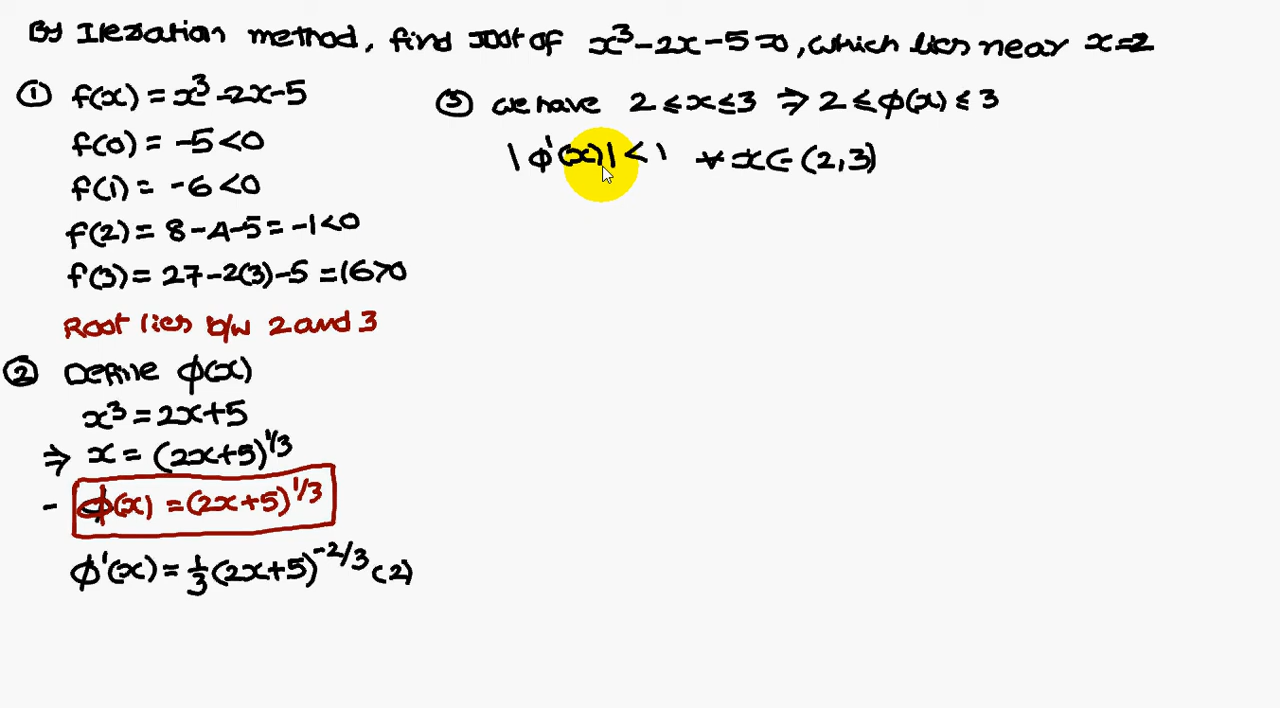 By Iteration method, find root of x³-2x-5=0, which lies near x=2
① f(x) = x³-2x-5
f(0) = -5<0
f(1) = -6<0
f(2) = 8-4-5=-1<0
f(3) = 27-2(3)-5=16>0
Root lies b/w 2 and 3
② Define ϕ(x)
x³=2x+5
⇒ x = (2x+5)^1/3
- ϕ(x) = (2x+5)^1/3
ϕ'(x) = 1/3 (2x+5)^-2/3 (2)
③ we have 2≤x≤3 ⇒ 2≤ϕ(x)≤3
|ϕ'(x)|<1 ∀ x∈(2,3)